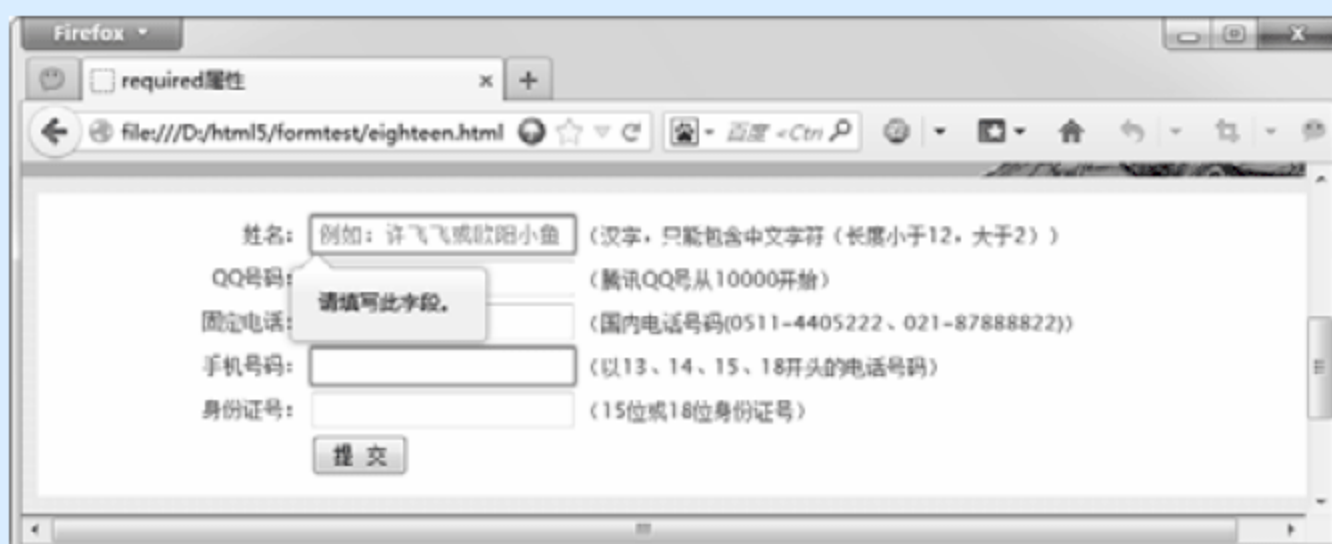 Firefox
required属性
file:///D:/html5/formtest/eighteen.html 百度 <Ctrl
姓名： 例如：许飞飞或欧阳小鱼 （汉字，只能包含中文字符（长度小于12，大于2））
QQ号码： （腾讯QQ号从10000开始）
请填写此字段。
固定电话： （国内电话号码(0511-4405222、021-87888822)）
手机号码： （以13、14、15、18开头的电话号码）
身份证号： （15位或18位身份证号）
提 交